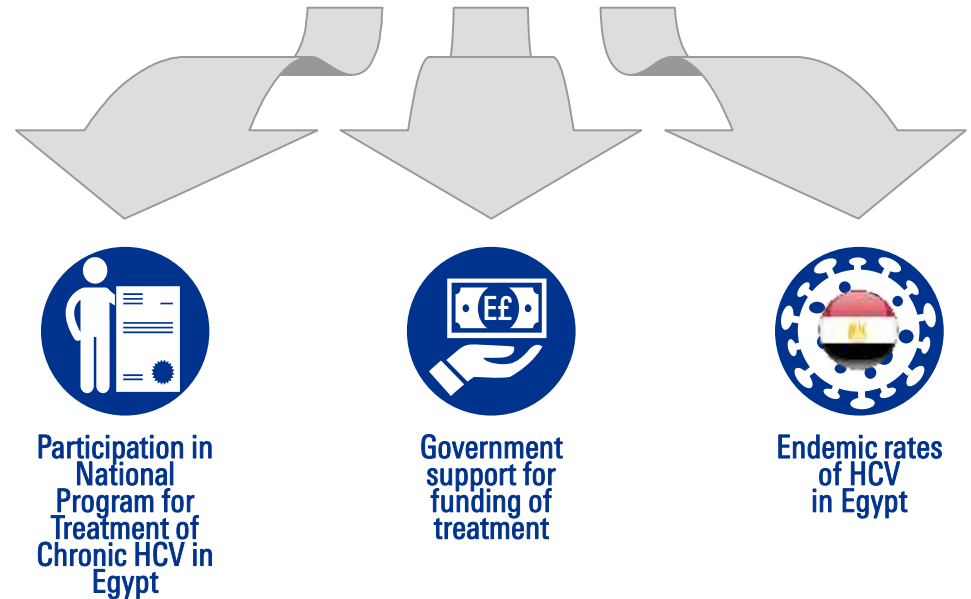 E£
Participation in
National
Program for
Treatment of
Chronic HCV in
Egypt
Government
support for
funding of
treatment
Endemic rates
of HCV
in Egypt